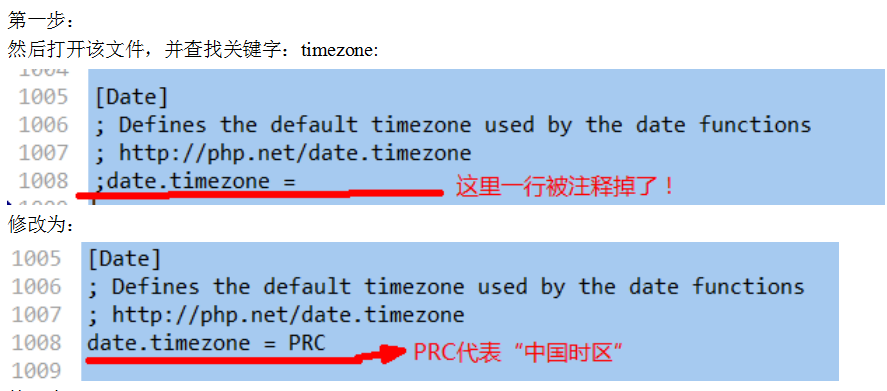 第一步：
然后打开该文件，并查找关键字：timezone:
1004
1005 [Date]
1006 ; Defines the default timezone used by the date functions
1007 ; http://php.net/date.timezone
1008 ;date.timezone = 这里一行被注释掉了！
修改为：
1005 [Date]
1006 ; Defines the default timezone used by the date functions
1007 ; http://php.net/date.timezone
1008 date.timezone = PRC PRC代表“中国时区“
1009